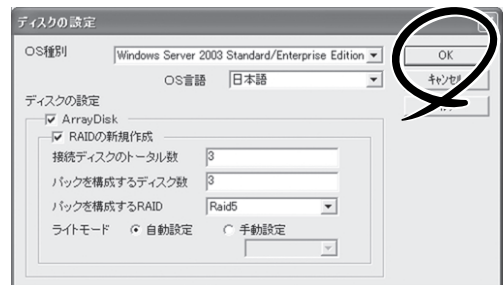 ディスクの設定
OS種別 Windows Server 2003 Standard/Enterprise Edition
OK
OS言語 日本語
キャンセル
ディスクの設定
ArrayDisk
RAIDの新規作成
接続ディスクのトータル数 3
パックを構成するディスク数 3
パックを構成するRAID Raid5
ライトモード 自動設定 手動設定